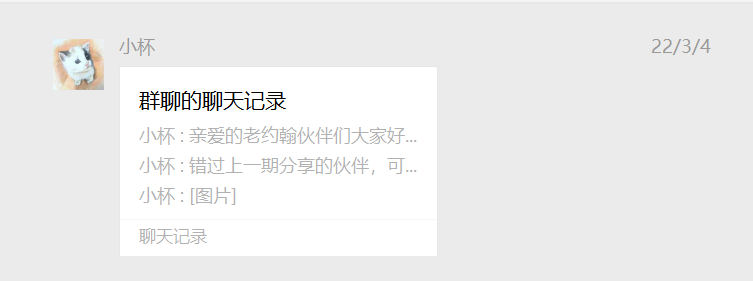 小杯
22/3/4
群聊的聊天记录
小杯 : 亲爱的老约翰伙伴们大家好...
小杯 : 错过上一期分享的伙伴，可...
小杯 : [图片]
聊天记录